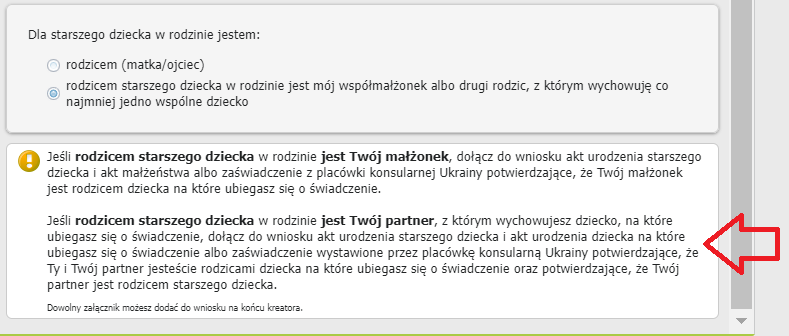 Dla starszego dziecka w rodzinie jestem:
rodzicem (matka/ojciec)
rodzicem starszego dziecka w rodzinie jest mój współmałżonek albo drugi rodzic, z którym wychowuję co
najmniej jedno wspólne dziecko
Jeśli rodzicem starszego dziecka w rodzinie jest Twój małżonek, dołącz do wniosku akt urodzenia starszego
dziecka i akt małżeństwa albo zaświadczenie z placówki konsularnej Ukrainy potwierdzające, że Twój małżonek
jest rodzicem dziecka na które ubiegasz się o świadczenie.
Jeśli rodzicem starszego dziecka w rodzinie jest Twój partner, z którym wychowujesz dziecko, na które
ubiegasz się o świadczenie, dołącz do wniosku akt urodzenia starszego dziecka i akt urodzenia dziecka na które
ubiegasz się o świadczenie albo zaświadczenie wystawione przez placówkę konsularną Ukrainy potwierdzające, że
Ty i Twój partner jesteście rodzicami dziecka na które ubiegasz się o świadczenie oraz potwierdzające, że Twój
partner jest rodzicem starszego dziecka.
Dowolny załącznik możesz dodać do wniosku na końcu kreatora.